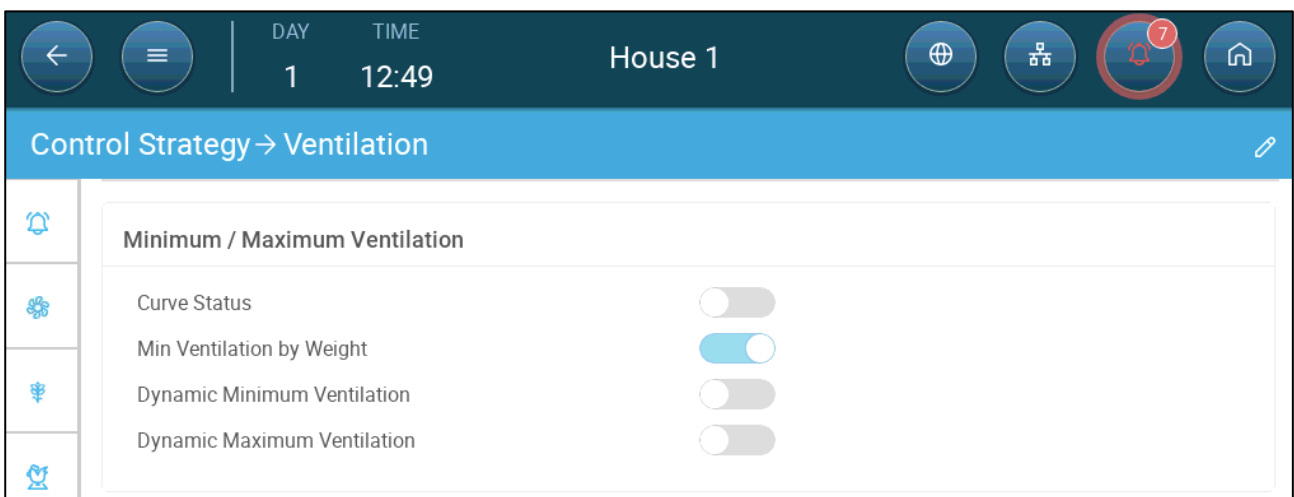 DAY TIME
1 12:49
House 1
7
Control Strategy → Ventilation
Minimum / Maximum Ventilation
Curve Status
Min Ventilation by Weight
Dynamic Minimum Ventilation
Dynamic Maximum Ventilation